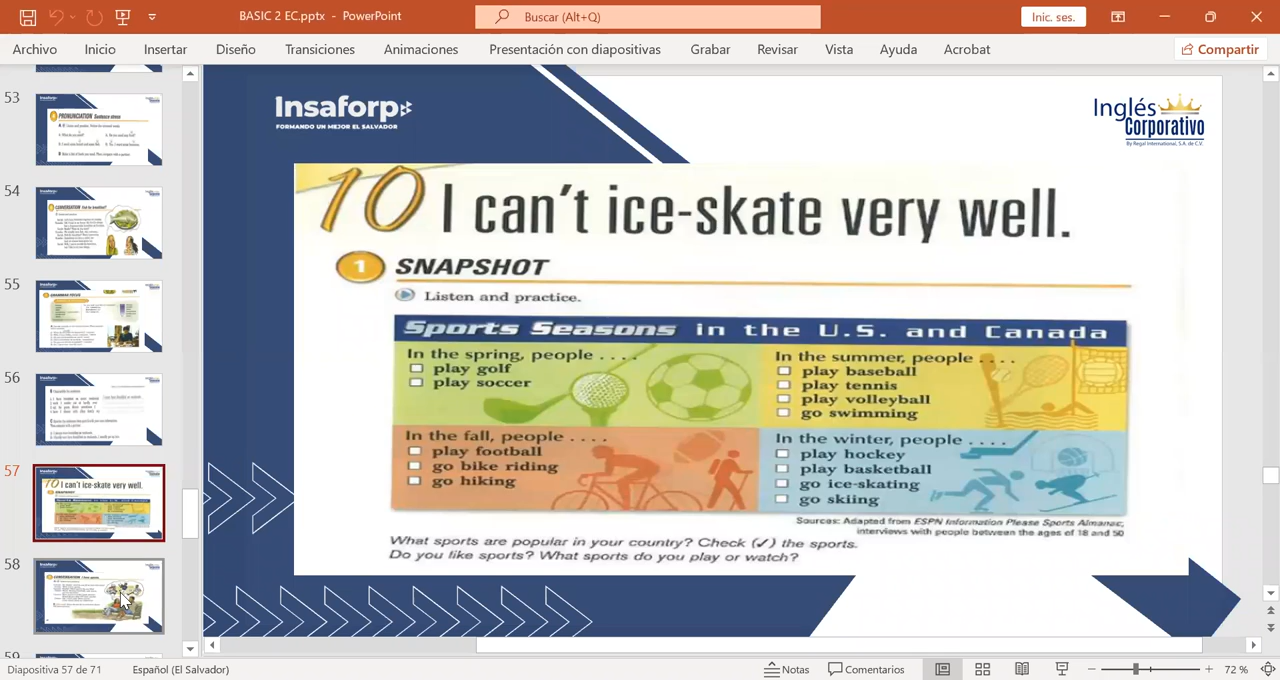 BASIC 2 EC.pptx - PowerPoint
Buscar (Alt+Q)
Inic. ses.
Archivo Inicio Insertar Diseño Transiciones Animaciones Presentación con diapositivas Grabar Revisar Vista Ayuda Acrobat
Compartir
53
54
55
56
57
58
59
Insaforp
FORMANDO UN MEJOR EL SALVADOR
Inglés
Corporativo
By Regal International, S.A. de C.V.
10 I can't ice-skate very well.
1 SNAPSHOT
Listen and practice.
Sports Seasons in the U.S. and Canada
In the spring, people ....
play golf
play soccer
In the summer, people ....
play baseball
play tennis
play volleyball
go swimming
In the fall, people ....
play football
go bike riding
go hiking
In the winter, people ....
play hockey
play basketball
go ice-skating
go skiing
Sources: Adapted from ESPN Information Please Sports Almanac;
interviews with people between the ages of 18 and 50
What sports are popular in your country? Check (✓) the sports.
Do you like sports? What sports do you play or watch?
Diapositiva 57 de 71
Español (El Salvador)
Notas
Comentarios
72 %